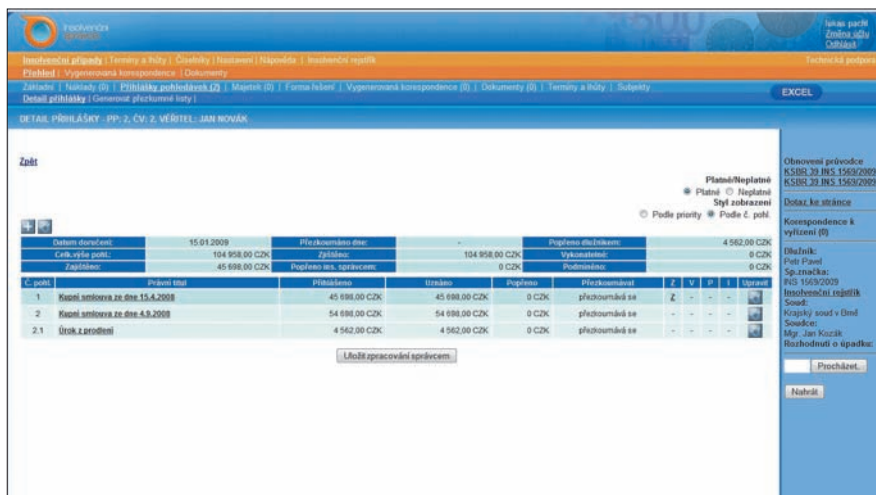 insolvenční
správce
lukas pachl
Změna účtu
Odhlásit
Insolvenční případy | Termíny a lhůty | Číselníky | Nastavení | Nápověda | Insolvenční rejstřík
Technická podpora
Přehled | Vygenerovaná korespondence | Dokumenty
Základní | Náklady (0) | Přihlášky pohledávek (2) | Majetek (0) | Forma řešení | Vygenerovaná korespondence (0) | Dokumenty (0) | Termíny a lhůty | Subjekty
Detail přihlášky | Generovat přezkumné listy |
EXCEL
DETAIL PŘIHLÁŠKY - PP: 2, ČV: 2, VĚŘITEL: JAN NOVÁK
Zpět
Platné/Neplatné
Platné Neplatné
Styl zobrazení
Podle priority Podle č. pohl.
Datum doručení: 15.01.2009 Přezkoumáno dne: - Popřeno dlužníkem: 4 562,00 CZK
Celk.výše pohl.: 104 958,00 CZK Zjištěno: 104 958,00 CZK Vykonatelné: 0 CZK
Zajištěno: 45 698,00 CZK Popřeno ins. správcem: 0 CZK Podmíněno: 0 CZK
Č. pohl. Právní titul Přihlášeno Uznáno Popřeno Přezkoumávat Z V P I Upravit
1 Kupní smlouva ze dne 15.4.2008 45 698,00 CZK 45 698,00 CZK 0 CZK přezkoumává se Z - - -
2 Kupní smlouva ze dne 4.9.2008 54 698,00 CZK 54 698,00 CZK 0 CZK přezkoumává se - - - -
2.1 Úrok z prodlení 4 562,00 CZK 4 562,00 CZK 0 CZK přezkoumává se - - - -
Uložit zpracování správcem
Obnovení průvodce
KSBR 39 INS 1569/2009
KSBR 39 INS 1569/2009
Dotaz ke stránce
Korespondence k
vyřízení (0)
Dlužník:
Petr Pavel
Sp.značka:
INS 1569/2009
Insolvenční rejstřík
Soud:
Krajský soud v Brně
Soudce:
Mgr. Jan Kozák
Rozhodnutí o úpadku:
Procházet.
Nahrát